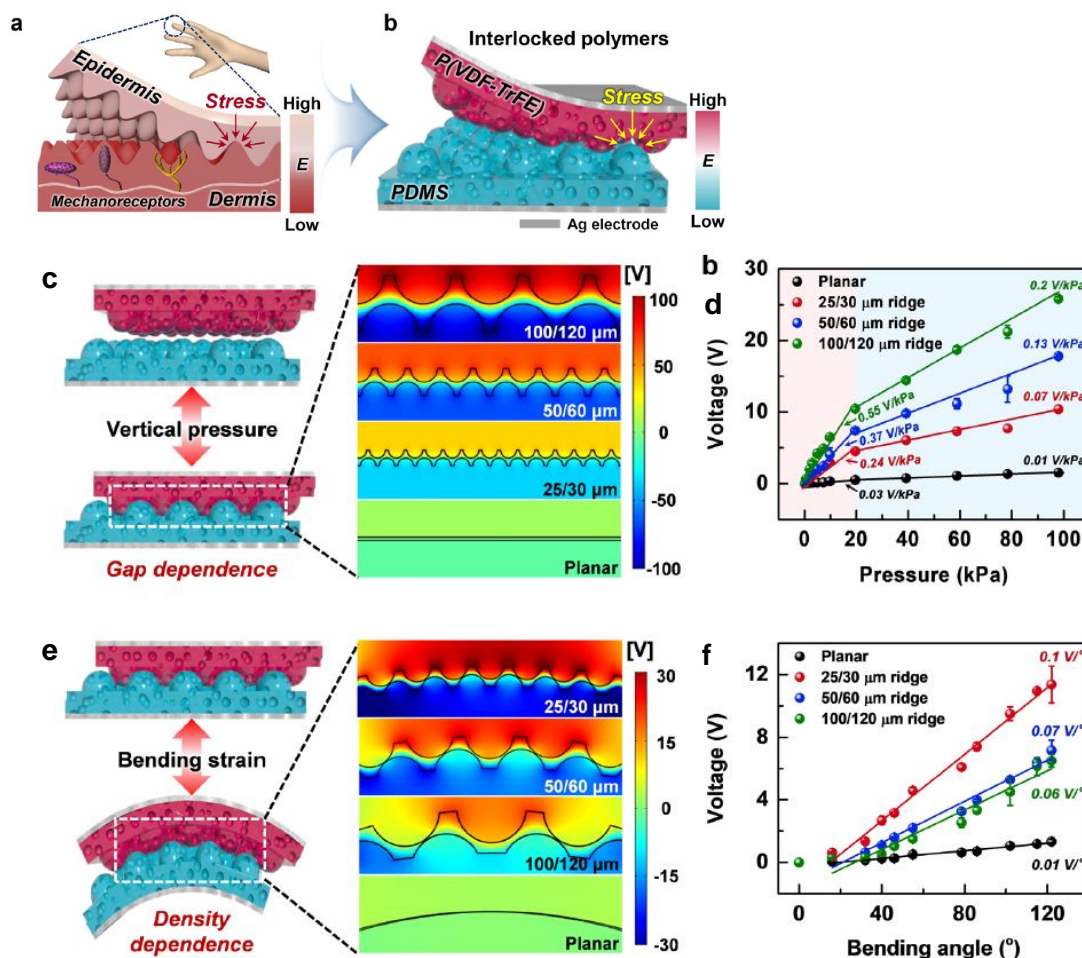 a
Epidermis
Stress
High
E
Low
Mechanoreceptors
Dermis
b
Interlocked polymers
P(VDF-TrFE)
Stress
High
E
Low
PDMS
Ag electrode
c
Vertical pressure
Gap dependence
[V]
100
50
0
-50
-100
100/120 μm
50/60 μm
25/30 μm
Planar
b
d
Voltage (V)
30
20
10
0
Planar
25/30 μm ridge
50/60 μm ridge
100/120 μm ridge
0.2 V/kPa
0.13 V/kPa
0.07 V/kPa
0.01 V/kPa
0.55 V/kPa
0.37 V/kPa
0.24 V/kPa
0.03 V/kPa
0 20 40 60 80 100
Pressure (kPa)
e
Bending strain
Density
dependence
[V]
30
15
0
-15
-30
25/30 μm
50/60 μm
100/120 μm
Planar
f
Voltage (V)
12
8
4
0
Planar
25/30 μm ridge
50/60 μm ridge
100/120 μm ridge
0.1 V/°
0.07 V/°
0.06 V/°
0.01 V/°
0 40 80 120
Bending angle (°)